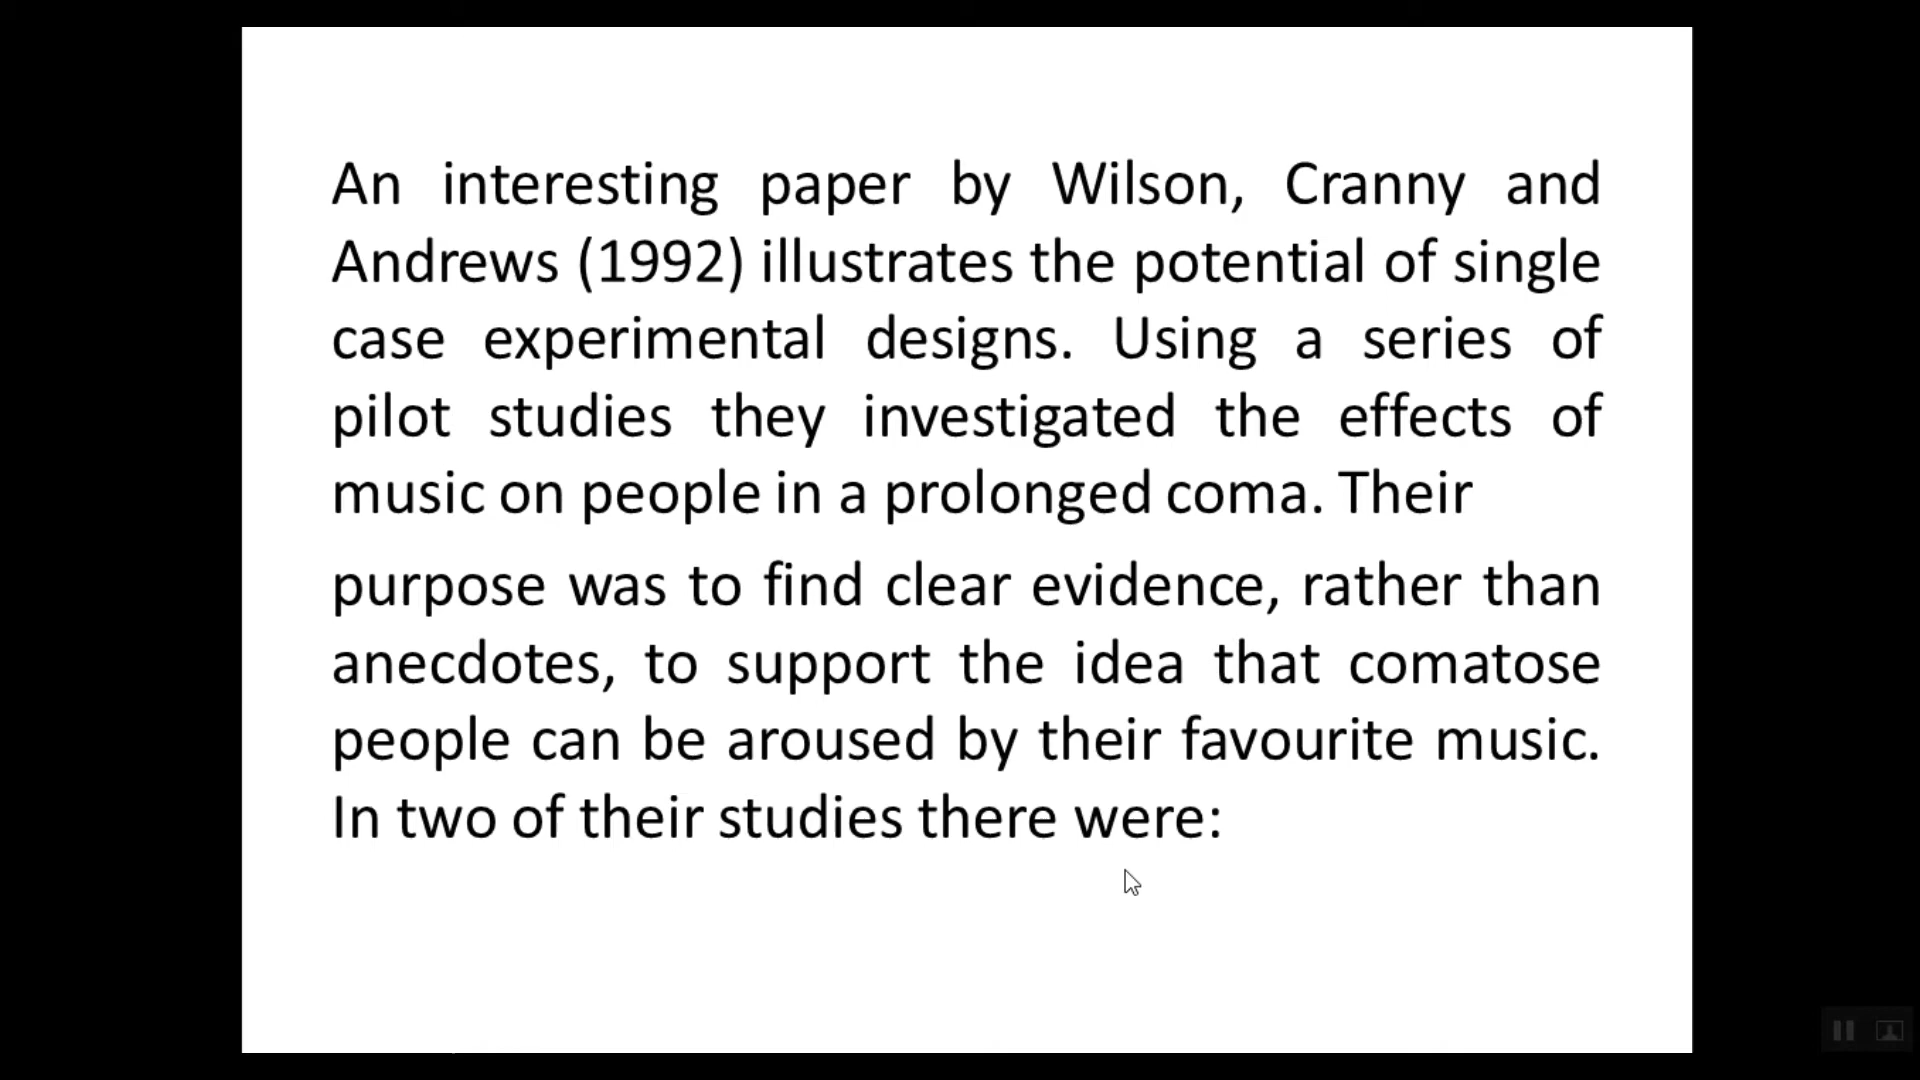 An interesting paper by Wilson, Cranny and
Andrews (1992) illustrates the potential of single
case experimental designs. Using a series of
pilot studies they investigated the effects of
music on people in a prolonged coma. Their
purpose was to find clear evidence, rather than
anecdotes, to support the idea that comatose
people can be aroused by their favourite music.
In two of their studies there were: